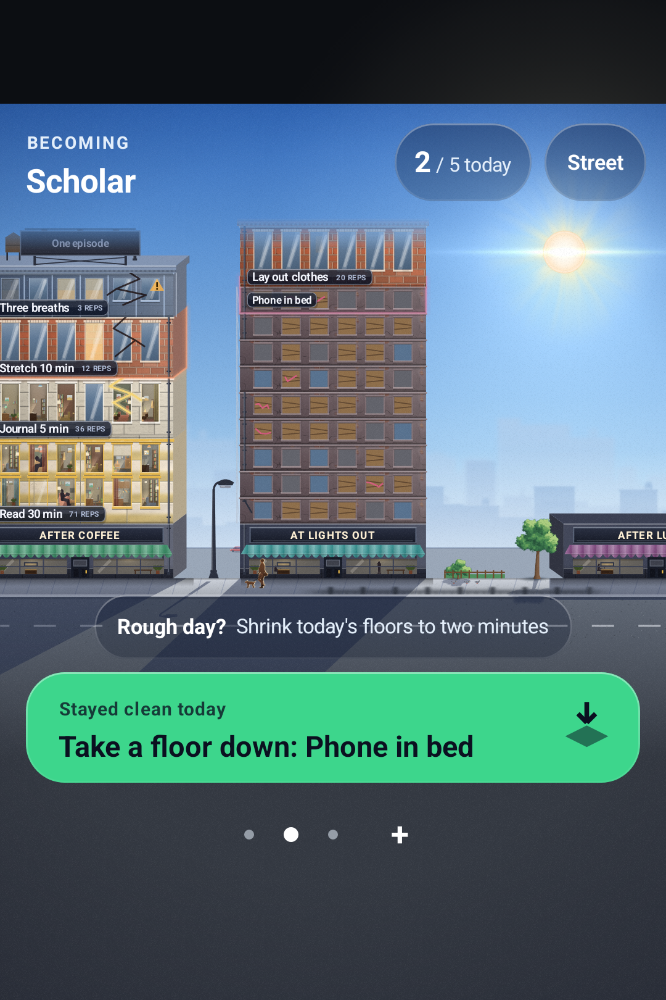 BECOMING
Scholar
2 / 5 today
Street
One episode
Three breaths 3 REPS
Stretch 10 min 12 REPS
Journal 5 min 36 REPS
Read 30 min 71 REPS
AFTER COFFEE
Lay out clothes 20 REPS
Phone in bed
AT LIGHTS OUT
AFTER LU
Rough day? Shrink today's floors to two minutes
Stayed clean today
Take a floor down: Phone in bed
+